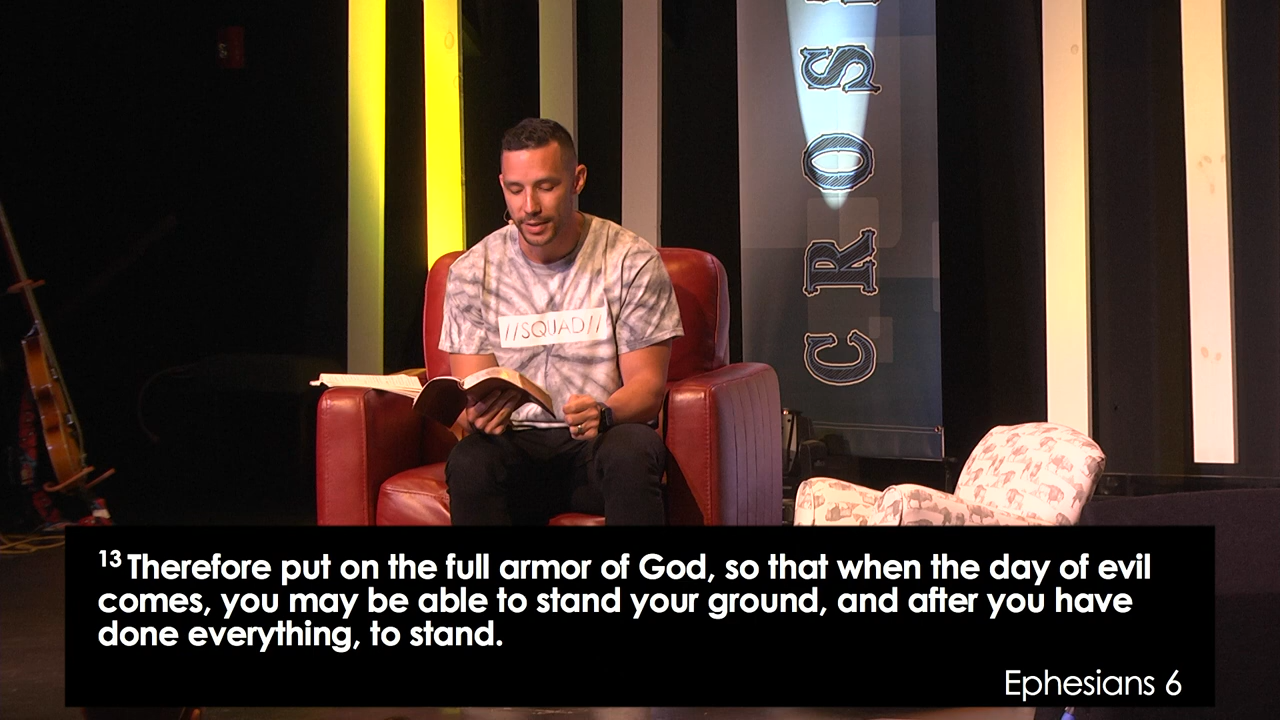 CROS
//SQUAD//
13 Therefore put on the full armor of God, so that when the day of evil
comes, you may be able to stand your ground, and after you have
done everything, to stand.
Ephesians 6